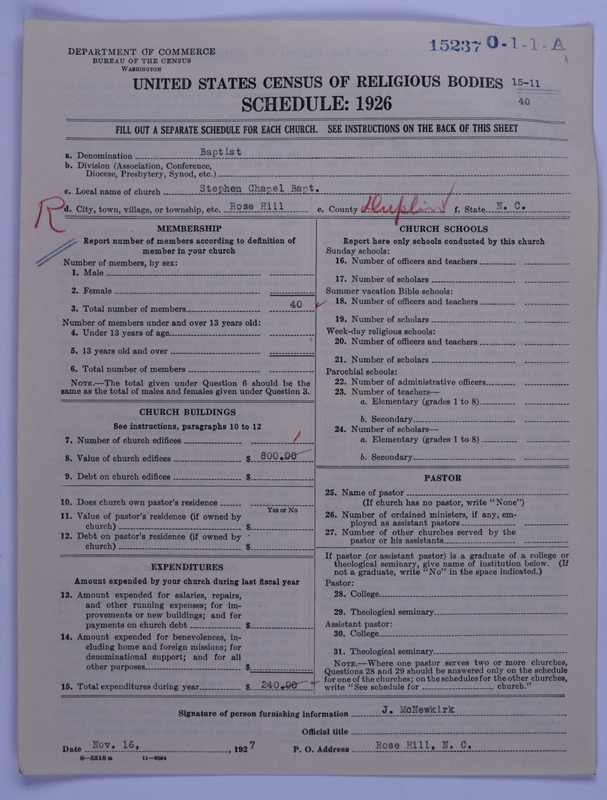 15237 O-1-1-A
DEPARTMENT OF COMMERCE
BUREAU OF THE CENSUS
WASHINGTON
UNITED STATES CENSUS OF RELIGIOUS BODIES 15-11
SCHEDULE: 1926 40
FILL OUT A SEPARATE SCHEDULE FOR EACH CHURCH. SEE INSTRUCTIONS ON THE BACK OF THIS SHEET
a. Denomination Baptist
b. Division (Association, Conference,
Diocese, Presbytery, Synod, etc.)
c. Local name of church Stephen Chapel Bapt.
R d. City, town, village, or township, etc. Rose Hill e. County Duplin f. State N. C.
MEMBERSHIP
Report number of members according to definition of
member in your church
Number of members, by sex:
1. Male
2. Female
3. Total number of members 40
Number of members under and over 13 years old:
4. Under 13 years of age
5. 13 years old and over
6. Total number of members
NOTE.—The total given under Question 6 should be the
same as the total of males and females given under Question 3.
CHURCH BUILDINGS
See instructions, paragraphs 10 to 12
7. Number of church edifices 1
8. Value of church edifices $ 800.00
9. Debt on church edifices $
10. Does church own pastor's residence
Yes or No
11. Value of pastor's residence (if owned by
church) $
12. Debt on pastor's residence (if owned by
church) $
EXPENDITURES
Amount expended by your church during last fiscal year
13. Amount expended for salaries, repairs,
and other running expenses; for im-
provements or new buildings; and for
payments on church debt $
14. Amount expended for benevolences, in-
cluding home and foreign missions; for
denominational support; and for all
other purposes $
15. Total expenditures during year $ 240.00
CHURCH SCHOOLS
Report here only schools conducted by this church
Sunday schools:
16. Number of officers and teachers
17. Number of scholars
Summer vacation Bible schools:
18. Number of officers and teachers
19. Number of scholars
Week-day religious schools:
20. Number of officers and teachers
21. Number of scholars
Parochial schools:
22. Number of administrative officers
23. Number of teachers—
a. Elementary (grades 1 to 8)
b. Secondary
24. Number of scholars—
a. Elementary (grades 1 to 8)
b. Secondary
PASTOR
25. Name of pastor
(If church has no pastor, write "None")
26. Number of ordained ministers, if any, em-
ployed as assistant pastors
27. Number of other churches served by the
pastor or his assistants
If pastor (or assistant pastor) is a graduate of a college or
theological seminary, give name of institution below. (If
not a graduate, write "No" in the space indicated.)
Pastor:
28. College
29. Theological seminary
Assistant pastor:
30. College
31. Theological seminary
NOTE.—Where one pastor serves two or more churches,
Questions 28 and 29 should be answered only on the schedule
for one of the churches; on the schedules for the other churches,
write "See schedule for church."
Signature of person furnishing information J. McNewkirk
Official title
Date Nov. 16, 1927 P. O. Address Rose Hill, N. C.
8-5518 a 11-9054